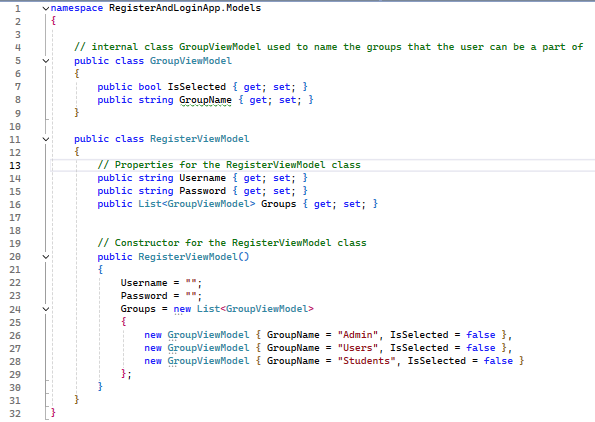 1 namespace RegisterAndLoginApp.Models
2 {
3
4 // internal class GroupViewModel used to name the groups that the user can be a part of
5 public class GroupViewModel
6 {
7 public bool IsSelected { get; set; }
8 public string GroupName { get; set; }
9 }
10
11 public class RegisterViewModel
12 {
13 // Properties for the RegisterViewModel class
14 public string Username { get; set; }
15 public string Password { get; set; }
16 public List<GroupViewModel> Groups { get; set; }
17
18
19 // Constructor for the RegisterViewModel class
20 public RegisterViewModel()
21 {
22 Username = "";
23 Password = "";
24 Groups = new List<GroupViewModel>
25 {
26 new GroupViewModel { GroupName = "Admin", IsSelected = false },
27 new GroupViewModel { GroupName = "Users", IsSelected = false },
28 new GroupViewModel { GroupName = "Students", IsSelected = false }
29 };
30 }
31 }
32 }